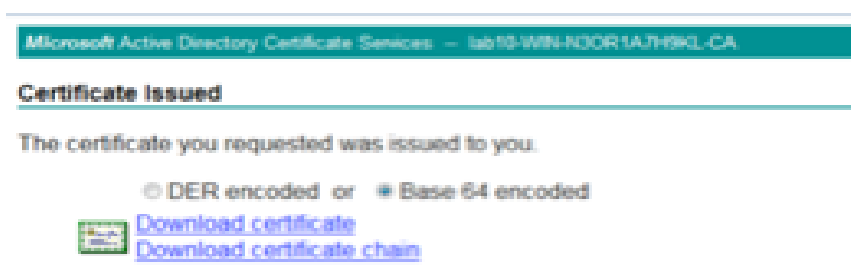 Microsoft Active Directory Certificate Services -- lab10-WIN-N3OR1A7H9KL-CA
Certificate Issued
The certificate you requested was issued to you.
DER encoded or Base 64 encoded
Download certificate
Download certificate chain